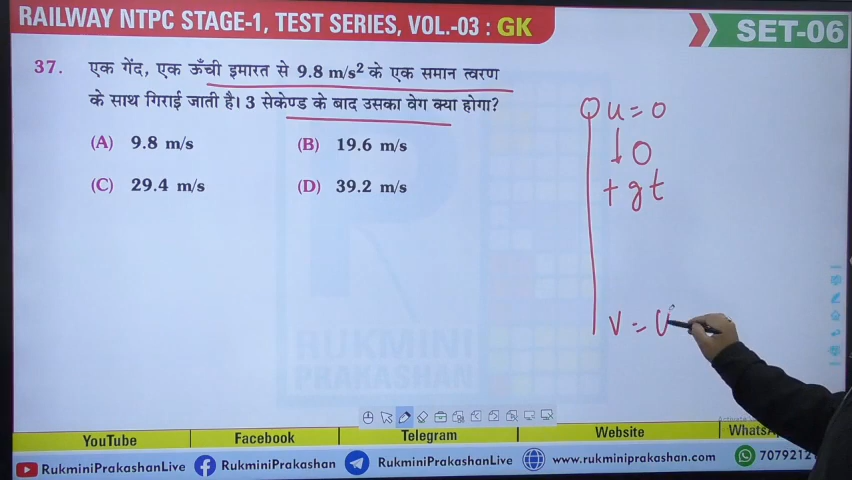 RAILWAY NTPC STAGE-1, TEST SERIES, VOL.-03 : GK
SET-06
37. एक गेंद, एक ऊँची इमारत से 9.8 m/s² के एक समान त्वरण
के साथ गिराई जाती है। 3 सेकेण्ड के बाद उसका वेग क्या होगा?
(A) 9.8 m/s (B) 19.6 m/s
(C) 29.4 m/s (D) 39.2 m/s
u = 0
↓ 0
+ g t
v = u
RUKMINI
PRAKASHAN
YouTube Facebook Telegram Website
RukminiPrakashanLive RukminiPrakashan RukminiPrakashanLive www.rukminiprakashan.com